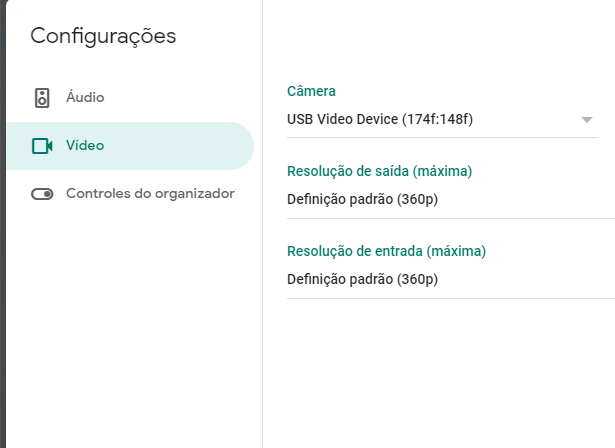 Configurações
Áudio
Vídeo
Controles do organizador
Câmera
USB Video Device (174f:148f)
Resolução de saída (máxima)
Definição padrão (360p)
Resolução de entrada (máxima)
Definição padrão (360p)